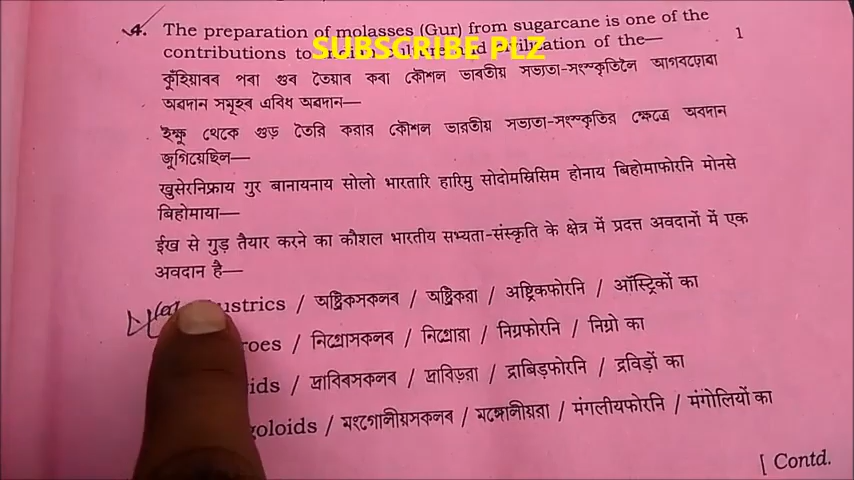 4. The preparation of molasses (Gur) from sugarcane is one of the
contributions to of the— 1
SUBSCRIBE PLZ
কুঁহিয়াৰৰ পৰা গুৰ তৈয়াৰ কৰা কৌশল ভাৰতীয় সভ্যতা-সংস্কৃতিলৈ আগবঢ়োৱা
অৱদান সমূহৰ এবিধ অৱদান—
ইক্ষু থেকে গুড় তৈরি করার কৌশল ভারতীয় সভ্যতা-সংস্কৃতির ক্ষেত্রে অবদান
জুগিয়েছিল—
खुसेरनिफ्राय गुर बानायनाय सोलो भारतारि हारिमु सोदोमस्रिसिम होनाय बिहोमाफोरनि मोनसे
बिहोमाया—
ईख से गुड़ तैयार करने का कौशल भारतीय सभ्यता-संस्कृति के क्षेत्र में प्रदत्त अवदानों में एक
अवदान है—
ustrics / অষ্ট্ৰিকসকলৰ / অষ্ট্রিকরা / अष्ट्रिकफोरनि / ऑस्ट्रिकों का
roes / নিগ্ৰোসকলৰ / নিগ্রোরা / निग्रफोरनि / निग्रो का
ids / দ্ৰাবিৰসকলৰ / দ্রাবিড়রা / द्राबिड़फोरनि / द्रविड़ों का
goloids / মংগোলীয়সকলৰ / মঙ্গোলীয়রা / मंगलीयफोरनि / मंगोलियों का
[ Contd.